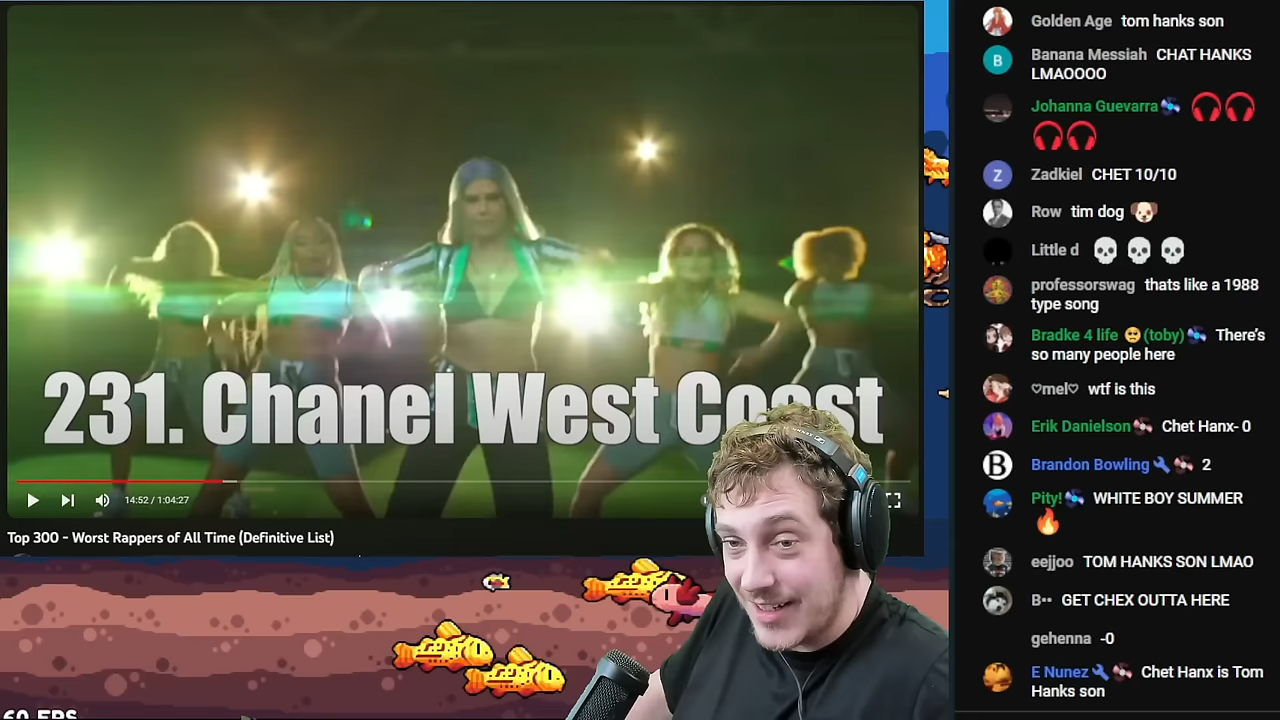 231. Chanel West Coast
14:52 / 1:04:27
Top 300 - Worst Rappers of All Time (Definitive List)
60 FPS
Golden Age tom hanks son
Banana Messiah CHAT HANKS
LMAOOOO
B
Johanna Guevarra
Z
Zadkiel CHET 10/10
Row tim dog
Little d
professorswag thats like a 1988
type song
Bradke 4 life (toby) There's
so many people here
♡mel♡ wtf is this
Erik Danielson Chet Hanx- 0
B
Brandon Bowling 2
Pity! WHITE BOY SUMMER
eejjoo TOM HANKS SON LMAO
B•• GET CHEX OUTTA HERE
gehenna -0
E Nunez Chet Hanx is Tom
Hanks son